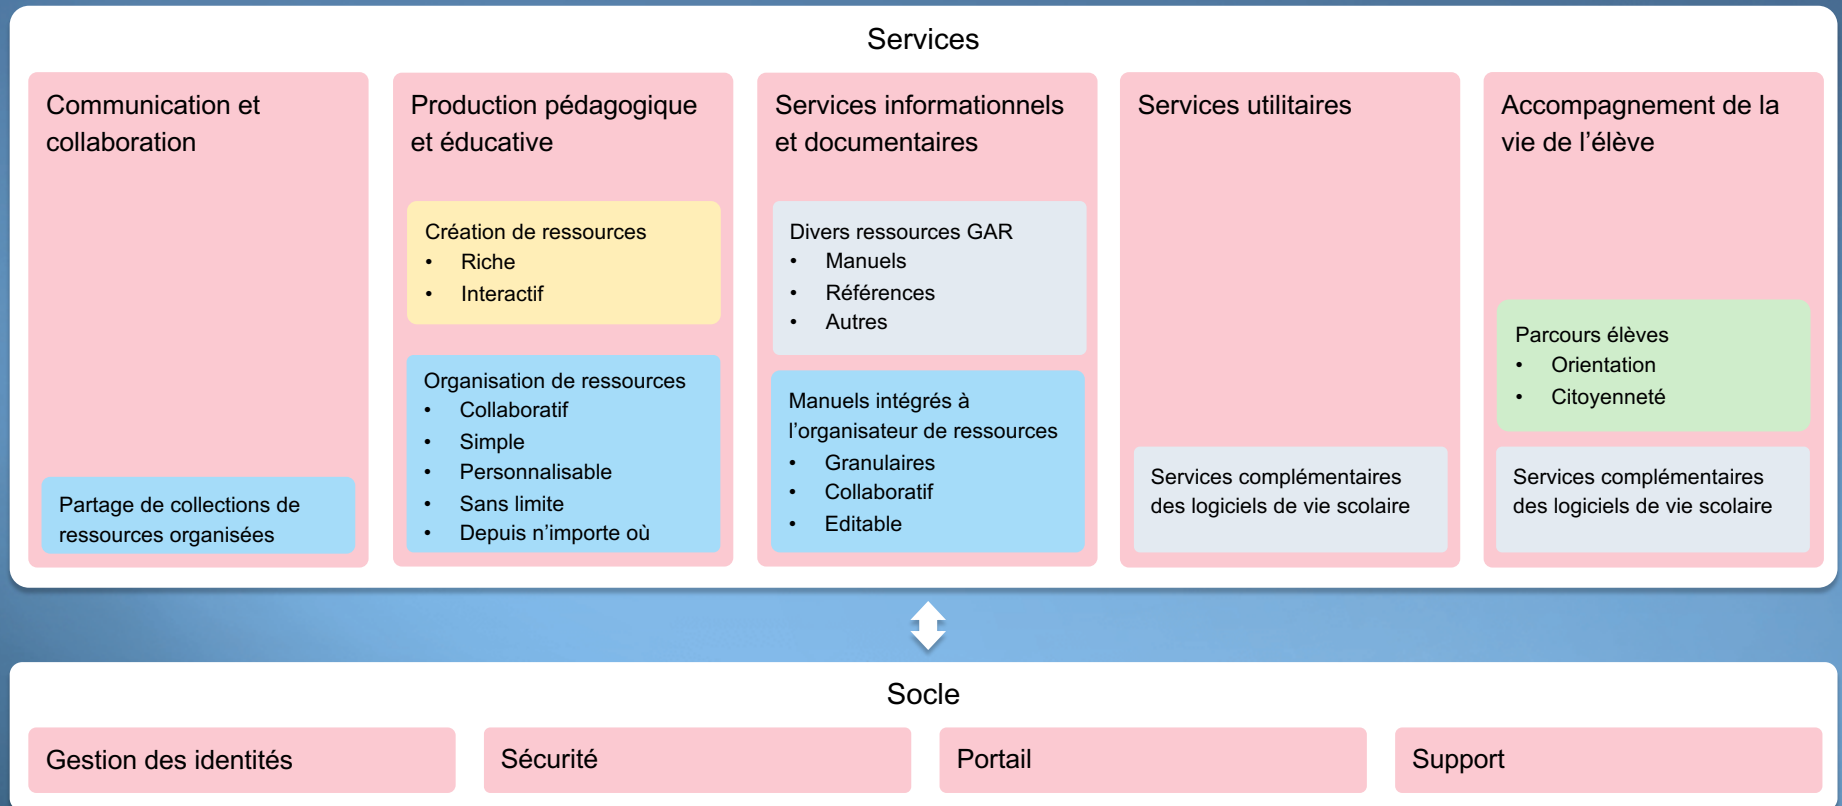 Services
Communication et
collaboration
Partage de collections de
ressources organisées
Production pédagogique
et éducative
Création de ressources
• Riche
• Interactif
Organisation de ressources
• Collaboratif
• Simple
• Personnalisable
• Sans limite
• Depuis n’importe où
Services informationnels
et documentaires
Divers ressources GAR
• Manuels
• Références
• Autres
Manuels intégrés à
l’organisateur de ressources
• Granulaires
• Collaboratif
• Editable
Services utilitaires
Services complémentaires
des logiciels de vie scolaire
Accompagnement de la
vie de l’élève
Parcours élèves
• Orientation
• Citoyenneté
Services complémentaires
des logiciels de vie scolaire
Socle
Gestion des identités
Sécurité
Portail
Support